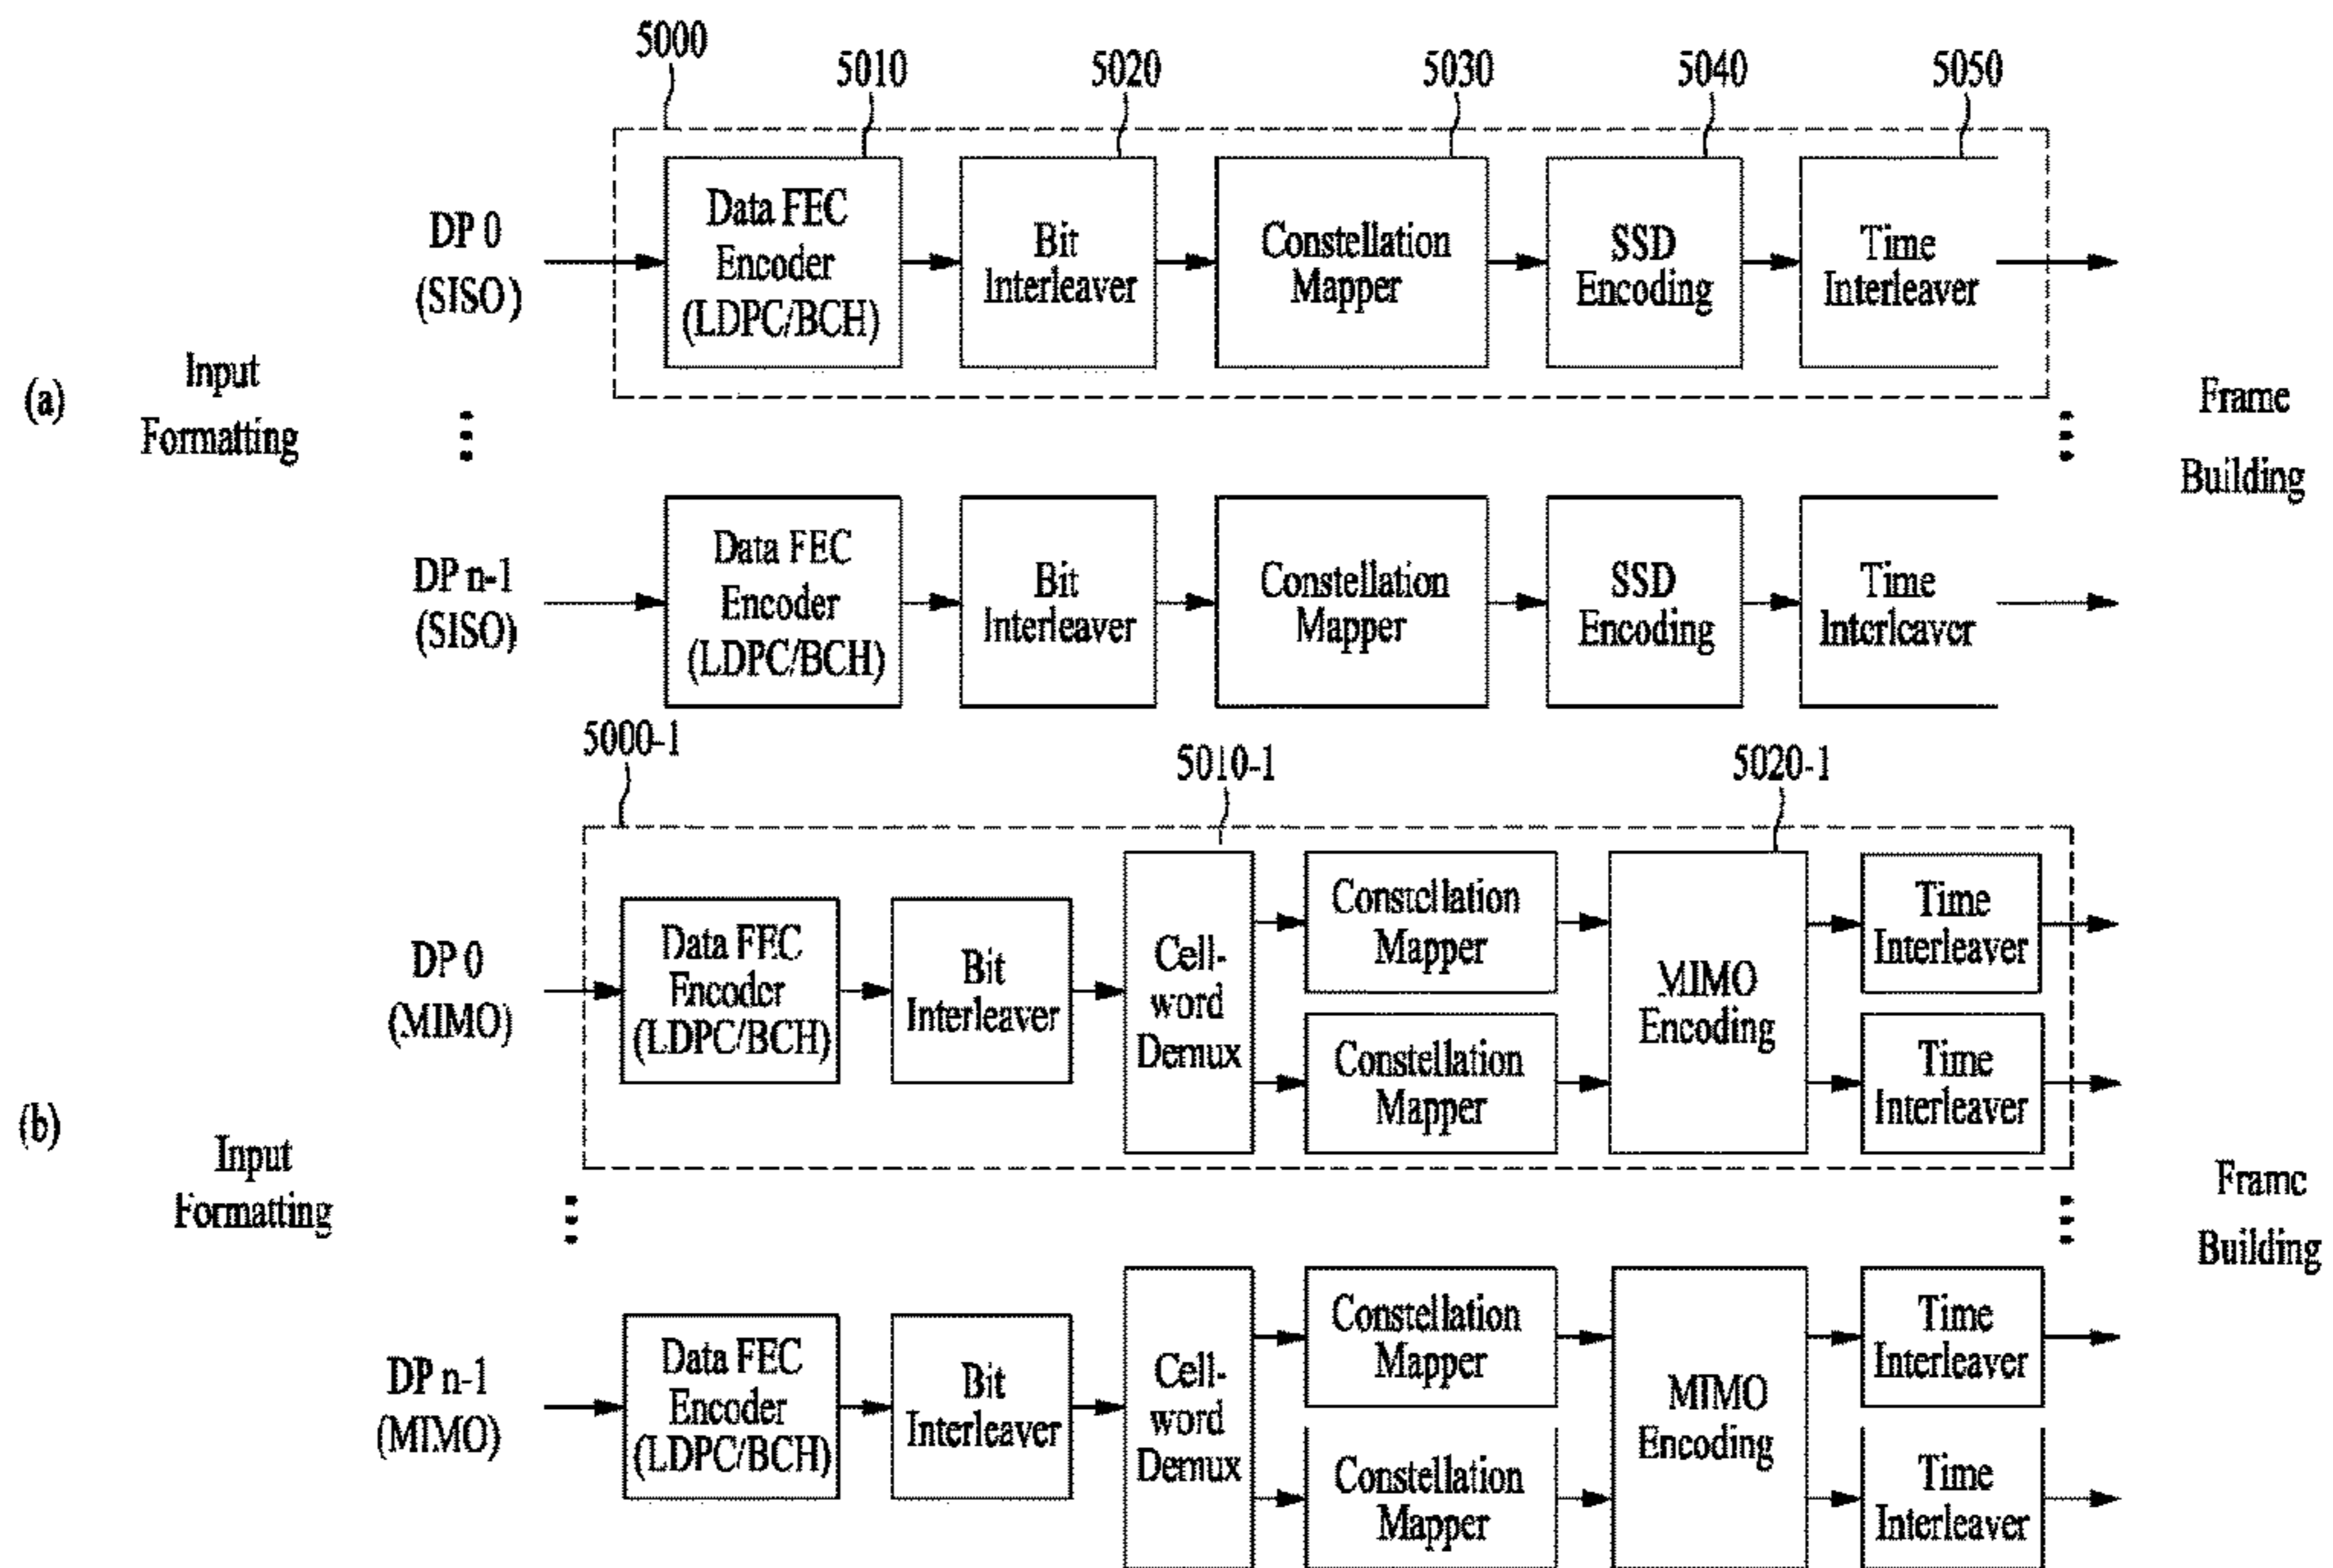 5000
5010
5020
5030
5040
5050
DP 0
(SISO)
Data FEC
Encoder
(LDPC/BCH)
Bit
Interleaver
Constellation
Mapper
SSD
Encoding
Time
Interleaver
(a)
Input
Formatting
Frame
Building
DP n-1
(SISO)
Data FEC
Encoder
(LDPC/BCH)
Bit
Interleaver
Constellation
Mapper
SSD
Encoding
Time
Interleaver
5000-1
5010-1
5020-1
DP 0
(MIMO)
Data FEC
Encoder
(LDPC/BCH)
Bit
Interleaver
Cell-
word
Demux
Constellation
Mapper
Constellation
Mapper
MIMO
Encoding
Time
Interleaver
Time
Interleaver
(b)
Input
Formatting
Frame
Building
DP n-1
(MIMO)
Data FEC
Encoder
(LDPC/BCH)
Bit
Interleaver
Cell-
word
Demux
Constellation
Mapper
Constellation
Mapper
MIMO
Encoding
Time
Interleaver
Time
Interleaver